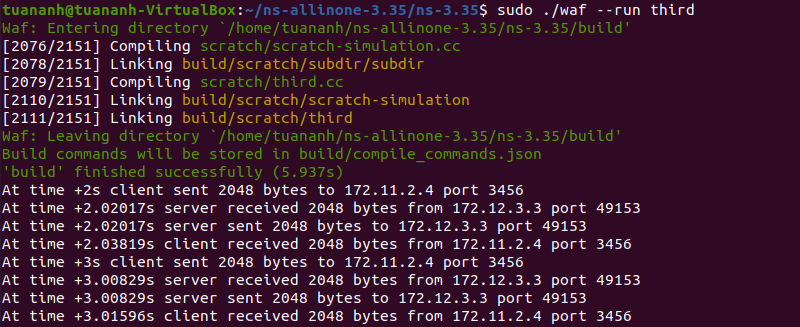 tuananh@tuananh-VirtualBox:~/ns-allinone-3.35/ns-3.35$ sudo ./waf --run third
Waf: Entering directory `/home/tuananh/ns-allinone-3.35/ns-3.35/build'
[2076/2151] Compiling scratch/scratch-simulation.cc
[2078/2151] Linking build/scratch/subdir/subdir
[2079/2151] Compiling scratch/third.cc
[2110/2151] Linking build/scratch/scratch-simulation
[2111/2151] Linking build/scratch/third
Waf: Leaving directory `/home/tuananh/ns-allinone-3.35/ns-3.35/build'
Build commands will be stored in build/compile_commands.json
'build' finished successfully (5.937s)
At time +2s client sent 2048 bytes to 172.11.2.4 port 3456
At time +2.02017s server received 2048 bytes from 172.12.3.3 port 49153
At time +2.02017s server sent 2048 bytes to 172.12.3.3 port 49153
At time +2.03819s client received 2048 bytes from 172.11.2.4 port 3456
At time +3s client sent 2048 bytes to 172.11.2.4 port 3456
At time +3.00829s server received 2048 bytes from 172.12.3.3 port 49153
At time +3.00829s server sent 2048 bytes to 172.12.3.3 port 49153
At time +3.01596s client received 2048 bytes from 172.11.2.4 port 3456